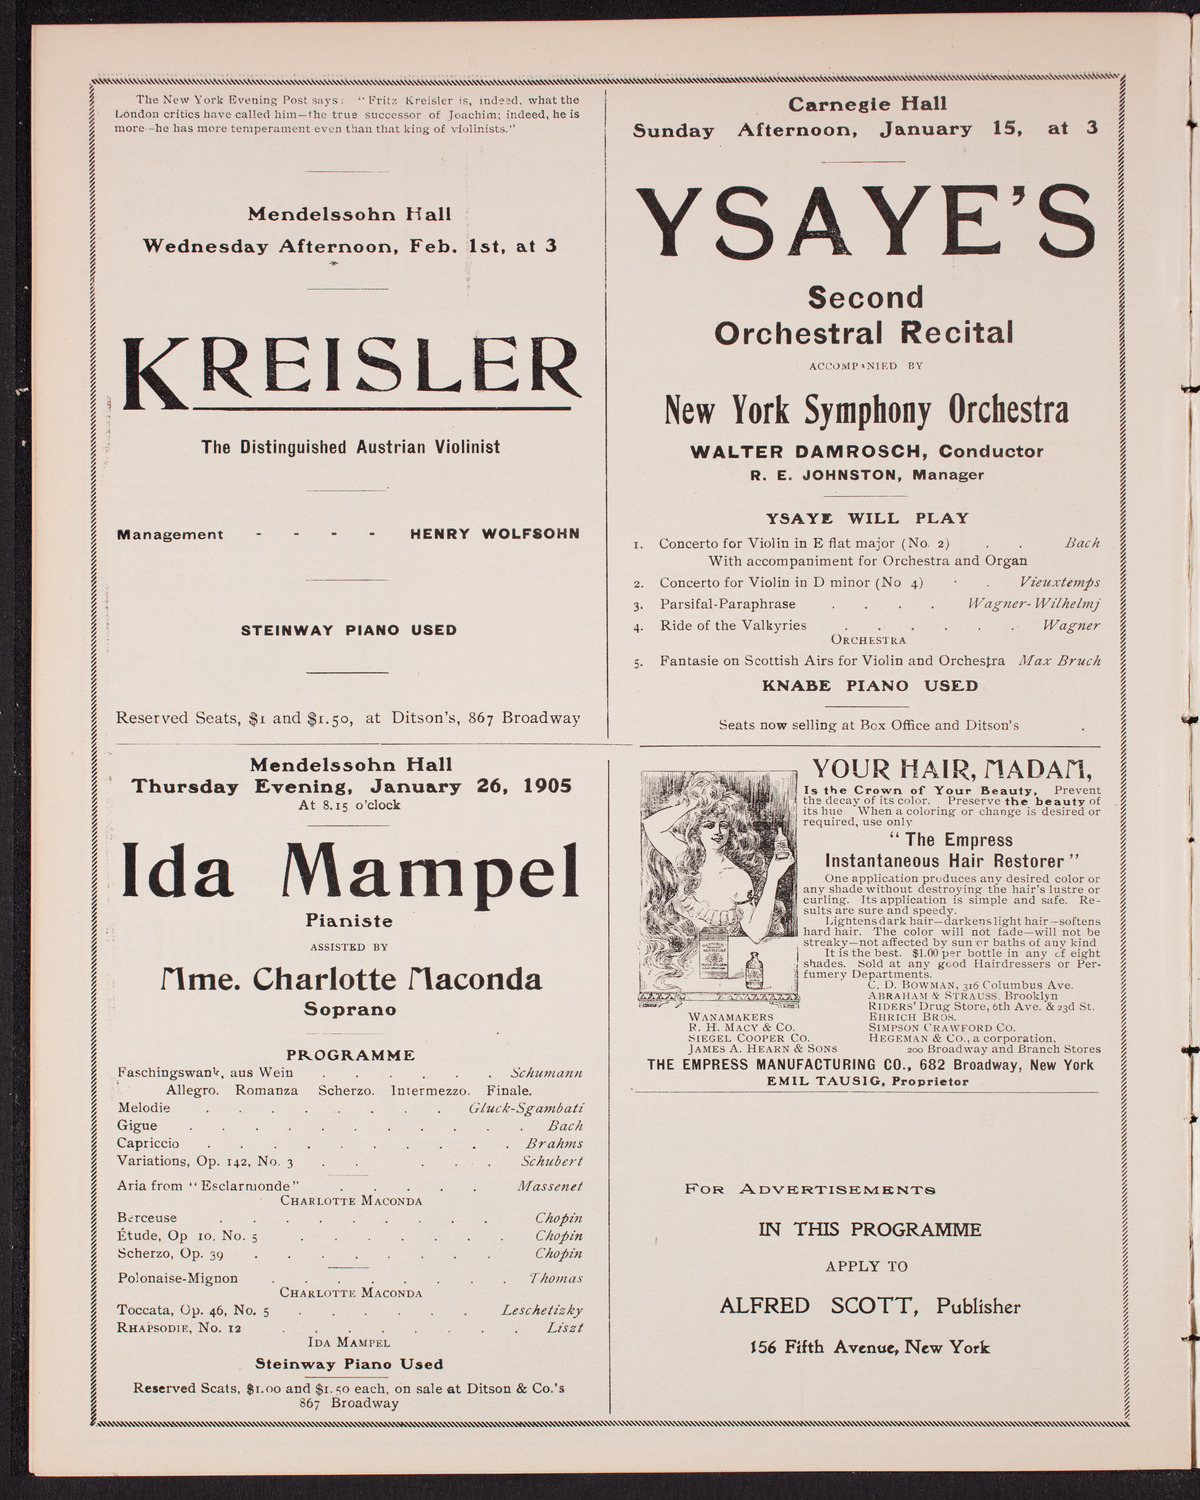 The New York Evening Post says: "Fritz Kreisler is, indeed, what the
London critics have called him—the true successor of Joachim; indeed, he is
more—he has more temperament even than that king of violinists."
Mendelssohn Hall
Wednesday Afternoon, Feb. 1st, at 3
KREISLER
The Distinguished Austrian Violinist
Management - - - - HENRY WOLFSOHN
STEINWAY PIANO USED
Reserved Seats, $1 and $1.50, at Ditson's, 867 Broadway
Carnegie Hall
Sunday Afternoon, January 15, at 3
YSAYE'S
Second
Orchestral Recital
ACCOMPANIED BY
New York Symphony Orchestra
WALTER DAMROSCH, Conductor
R. E. JOHNSTON, Manager
YSAYE WILL PLAY
1. Concerto for Violin in E flat major (No. 2) . . Bach
With accompaniment for Orchestra and Organ
2. Concerto for Violin in D minor (No 4) . . Vieuxtemps
3. Parsifal-Paraphrase . . . . Wagner-Wilhelmj
4. Ride of the Valkyries . . . . . . Wagner
ORCHESTRA
5. Fantasie on Scottish Airs for Violin and Orchestra Max Bruch
KNABE PIANO USED
Seats now selling at Box Office and Ditson's
Mendelssohn Hall
Thursday Evening, January 26, 1905
At 8.15 o'clock
Ida Mampel
Pianiste
ASSISTED BY
Mme. Charlotte Maconda
Soprano
PROGRAMME
Faschingswank, aus Wein . . . . . . Schumann
Allegro. Romanza Scherzo. Intermezzo. Finale.
Melodie . . . . . . . . Gluck-Sgambati
Gigue . . . . . . . . . . Bach
Capriccio . . . . . . . . . . Brahms
Variations, Op. 142, No. 3 . . . . . Schubert
Aria from "Esclarmonde" . . . . . Massenet
CHARLOTTE MACONDA
Berceuse . . . . . . . . . Chopin
Étude, Op 10, No. 5 . . . . . . . Chopin
Scherzo, Op. 39 . . . . . . . . Chopin
Polonaise-Mignon . . . . . . . . Thomas
CHARLOTTE MACONDA
Toccata, Op. 46, No. 5 . . . . . . Leschetizky
RHAPSODIE, No. 12 . . . . . . . . Liszt
IDA MAMPEL
Steinway Piano Used
Reserved Seats, $1.00 and $1.50 each, on sale at Ditson & Co.'s
867 Broadway
YOUR HAIR, MADAM,
Is the Crown of Your Beauty, Prevent
the decay of its color. Preserve the beauty of
its hue When a coloring or change is desired or
required, use only
"The Empress
Instantaneous Hair Restorer"
One application produces any desired color or
any shade without destroying the hair's lustre or
curling. Its application is simple and safe. Re-
sults are sure and speedy.
Lightens dark hair—darkens light hair—softens
hard hair. The color will not fade—will not be
streaky—not affected by sun or baths of any kind
It is the best. $1.00 per bottle in any of eight
shades. Sold at any good Hairdressers or Per-
fumery Departments.
C. D. BOWMAN, 316 Columbus Ave.
ABRAHAM & STRAUSS. Brooklyn
RIDERS' Drug Store, 6th Ave. & 23d St.
WANAMAKERS EHRICH BROS.
R. H. MACY & CO. SIMPSON CRAWFORD CO.
SIEGEL COOPER CO. HEGEMAN & CO., a corporation,
JAMES A. HEARN & SONS 200 Broadway and Branch Stores
THE EMPRESS MANUFACTURING CO., 682 Broadway, New York
EMIL TAUSIG, Proprietor
FOR ADVERTISEMENTS
IN THIS PROGRAMME
APPLY TO
ALFRED SCOTT, Publisher
156 Fifth Avenue, New York